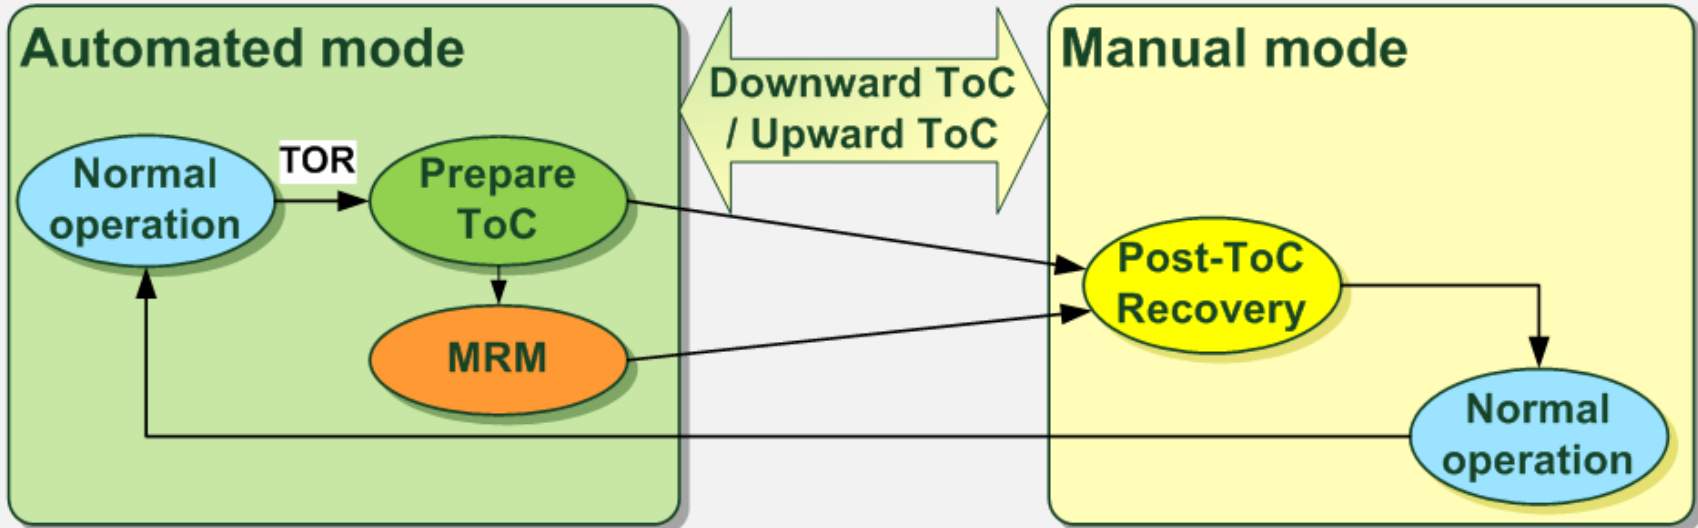 Automated mode
Normal
operation
TOR
Prepare
ToC
MRM
Downward ToC
/ Upward ToC
Manual mode
Post-ToC
Recovery
Normal
operation